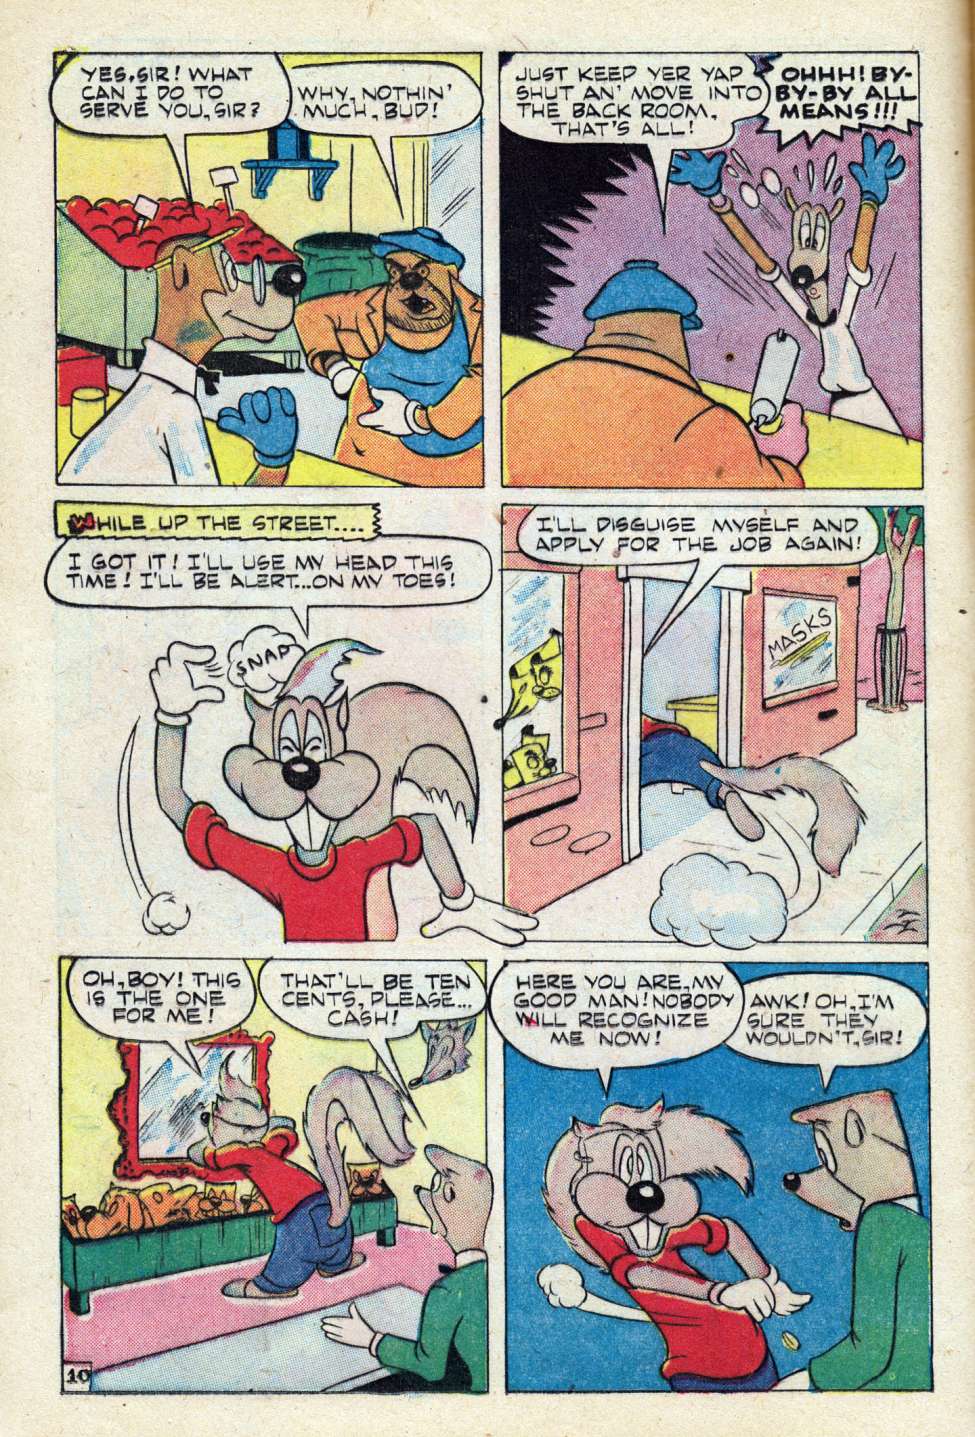 YES, SIR! WHAT
CAN I DO TO
SERVE YOU, SIR?
WHY, NOTHIN'
MUCH, BUD!
JUST KEEP YER YAP
SHUT AN' MOVE INTO
THE BACK ROOM,
THAT'S ALL!
OHHH! BY-
BY-BY ALL
MEANS!!!
WHILE UP THE STREET....
I GOT IT! I'LL USE MY HEAD THIS
TIME! I'LL BE ALERT...ON MY TOES!
SNAP
I'LL DISGUISE MYSELF AND
APPLY FOR THE JOB AGAIN!
MASKS
OH, BOY! THIS
IS THE ONE
FOR ME!
THAT'LL BE TEN
CENTS, PLEASE...
CASH!
10
HERE YOU ARE, MY
GOOD MAN! NOBODY
WILL RECOGNIZE
ME NOW!
AWK! OH, I'M
SURE THEY
WOULDN'T, SIR!